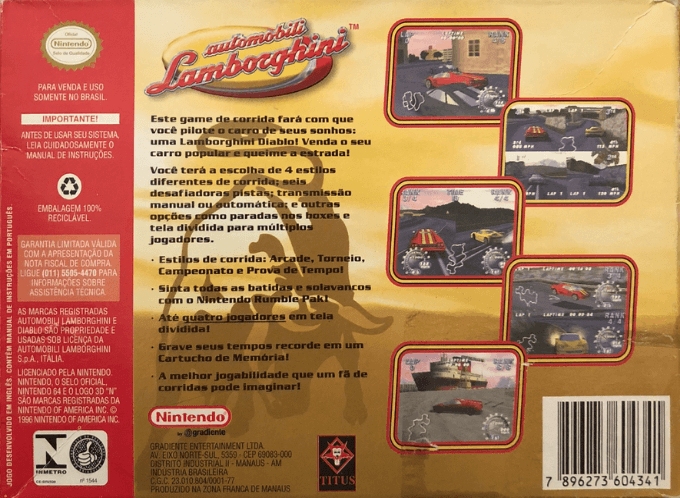 Oficial
Nintendo
Selo de Qualidade
PARA VENDA E USO
SOMENTE NO BRASIL.
IMPORTANTE!
ANTES DE USAR SEU SISTEMA,
LEIA CUIDADOSAMENTE O
MANUAL DE INSTRUÇÕES.
EMBALAGEM 100%
RECICLÁVEL.
GARANTIA LIMITADA VÁLIDA
COM A APRESENTAÇÃO DA
NOTA FISCAL DE COMPRA.
LIGUE (011) 5505-4470 PARA
INFORMAÇÕES SOBRE
ASSISTÊNCIA TÉCNICA.
AS MARCAS REGISTRADAS
AUTOMOBILI LAMBORGHINI E
DIABLO SÃO PROPRIEDADE E
USADAS SOB LICENÇA DA
AUTOMOBILI LAMBORGHINI
S.p.A., ITÁLIA.
LICENCIADO PELA NINTENDO.
NINTENDO, O SELO OFICIAL,
NINTENDO 64 E O LOGO 3D "N"
SÃO MARCAS REGISTRADAS DA
NINTENDO OF AMERICA INC. ©
1996 NINTENDO OF AMERICA INC.
INMETRO
nº 1544
JOGO DESENVOLVIDO EM INGLÊS. CONTÉM MANUAL DE INSTRUÇÕES EM PORTUGUÊS.
automobili
Lamborghini™
Este game de corrida fará com que
você pilote o carro de seus sonhos:
uma Lamborghini Diablo! Venda o seu
carro popular e queime a estrada!
Você terá a escolha de 4 estilos
diferentes de corrida; seis
desafiadoras pistas; transmissão
manual ou automática; e outras
opções como paradas nos boxes e
tela dividida para múltiplos
jogadores.
· Estilos de corrida: Arcade, Torneio,
Campeonato e Prova de Tempo!
· Sinta todas as batidas e solavancos
com o Nintendo Rumble Pak!
· Até quatro jogadores em tela
dividida!
· Grave seus tempos recorde em um
Cartucho de Memória!
· A melhor jogabilidade que um fã de
corridas pode imaginar!
Nintendo
by @gradiente
GRADIENTE ENTERTAINMENT LTDA.
AV. EIXO NORTE-SUL, 5350 - CEP 69083-000
DISTRITO INDUSTRIAL II - MANAUS - AM
INDÚSTRIA BRASILEIRA
C.G.C. 23.010.504/0001-77
PRODUZIDO NA ZONA FRANCA DE MANAUS
TITUS
7 896273 604341